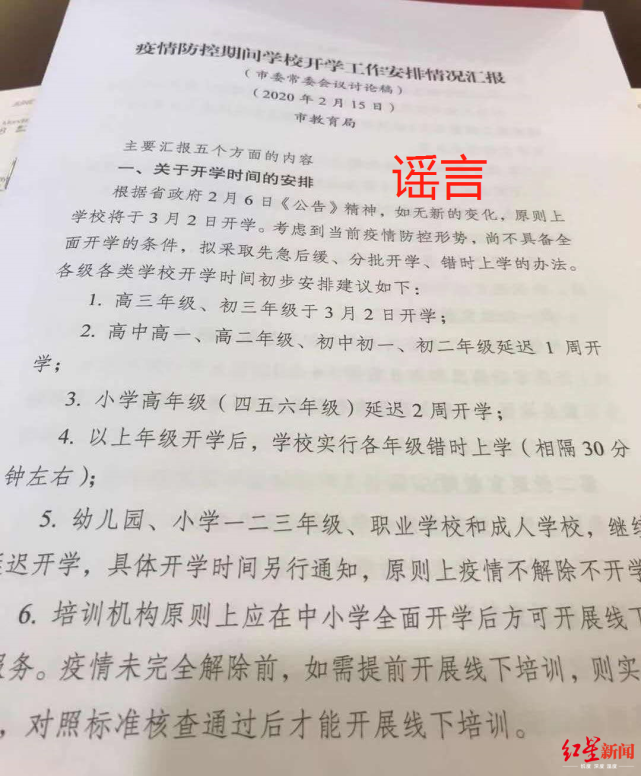 疫情防控期间学校开学工作安排情况汇报
（市委常委会议讨论稿）
（2020年2月15日）
市教育局
主要汇报五个方面的内容
谣言
一、关于开学时间的安排
根据省政府2月6日《公告》精神，如无新的变化，原则上
学校将于3月2日开学。考虑到当前疫情防控形势，尚不具备全
面开学的条件，拟采取先急后缓、分批开学、错时上学的办法。
各级各类学校开学时间初步安排建议如下：
1. 高三年级、初三年级于3月2日开学；
2. 高中高一、高二年级、初中初一、初二年级延迟 1 周开
学；
3. 小学高年级（四五六年级）延迟2周开学；
4. 以上年级开学后，学校实行各年级错时上学（相隔30分
钟左右）；
5. 幼儿园、小学一二三年级、职业学校和成人学校，继续
迟开学，具体开学时间另行通知，原则上疫情不解除不开学
6. 培训机构原则上应在中小学全面开学后方可开展线下
服务。疫情未完全解除前，如需提前开展线下培训，则实
，对照标准核查通过后才能开展线下培训。
红星新闻